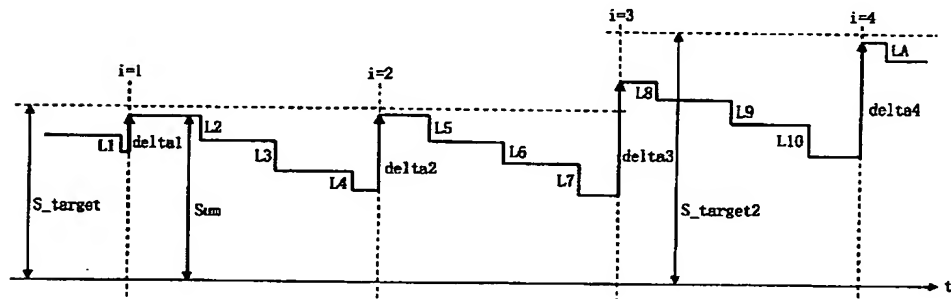 i=3
i=4
i=1
i=2
LA
L8
L1
delta1
L2
L5
L9
delta4
L3
L6
L10
delta2
delta3
L4
L7
S_target
Sum
S_target2
t